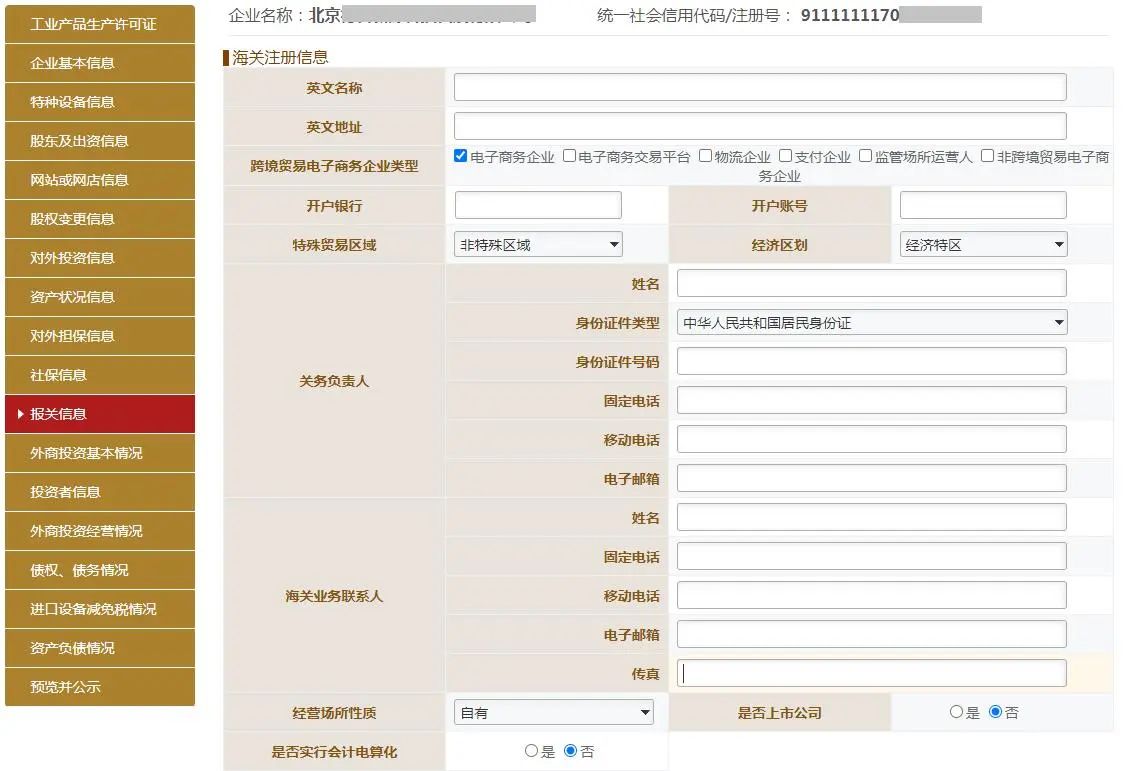 工业产品生产许可证
企业基本信息
特种设备信息
股东及出资信息
网站或网店信息
股权变更信息
对外投资信息
资产状况信息
对外担保信息
社保信息
报关信息
外商投资基本情况
投资者信息
外商投资经营情况
债权、债务情况
进口设备减免税情况
资产负债情况
预览并公示
企业名称：北京 统一社会信用代码/注册号： 9111111170
海关注册信息
英文名称
英文地址
跨境贸易电子商务企业类型 电子商务企业 电子商务交易平台 物流企业 支付企业 监管场所运营人 非跨境贸易电子商
务企业
开户银行 开户账号
特殊贸易区域 非特殊区域 经济区划 经济特区
关务负责人
姓名
身份证件类型 中华人民共和国居民身份证
身份证件号码
固定电话
移动电话
电子邮箱
海关业务联系人
姓名
固定电话
移动电话
电子邮箱
传真
经营场所性质 自有 是否上市公司 是 否
是否实行会计电算化 是 否